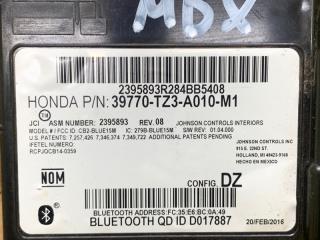 MDX
2395893R284BB5408
HONDA P/N: 39770-TZ3-A010-M1
JCI ASM NUMBER: 2395893 REV. 08 JOHNSON CONTROLS INTERIORS
MODEL # / FCC ID: CB2-BLUE15M IC: 279B-BLUE15M S/W REV: 01.04.000
U.S. PATENTS 7,257,426 7,346,374 7,349,722 ADDITIONAL PATENTS PENDING
IFETEL NUMERO
RCPJOCB14-0359
JOHNSON CONTROLS INC
915 E. 32ND ST.
HOLLAND, MI 49423-9148
HECHO EN MEXICO
NOM
CONFIG. DZ
BLUETOOTH ADDRESS: FC:35:E6:BC:0A:49
BLUETOOTH QD ID D017887
20/FEB/2016